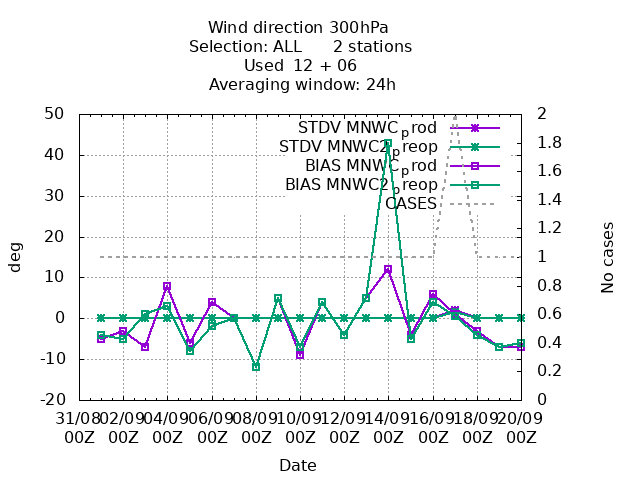 Wind direction 300hPa
Selection: ALL 2 stations
Used 12 + 06
Averaging window: 24h
STDV MNWC_prod
STDV MNWC2_preop
BIAS MNWC_prod
BIAS MNWC2_preop
CASES
deg
50
40
30
20
10
0
-10
-20
No cases
2
1.8
1.6
1.4
1.2
1
0.8
0.6
0.4
0.2
0
31/08 02/09 04/09 06/09 08/09 10/09 12/09 14/09 16/09 18/09 20/09
00Z 00Z 00Z 00Z 00Z 00Z 00Z 00Z 00Z 00Z 00Z
Date